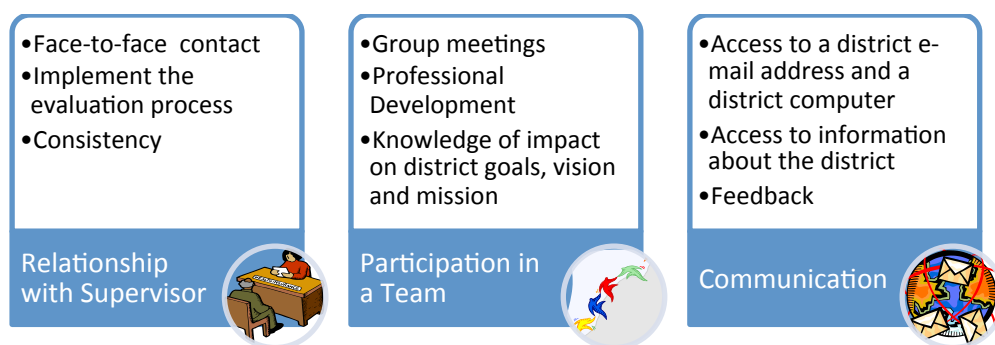 •Face-to-face contact
•Implement the
evaluation process
•Consistency
Relationship
with Supervisor
•Group meetings
•Professional
Development
•Knowledge of impact
on district goals, vision
and mission
Participation in
a Team
•Access to a district e-
mail address and a
district computer
•Access to information
about the district
•Feedback
Communication